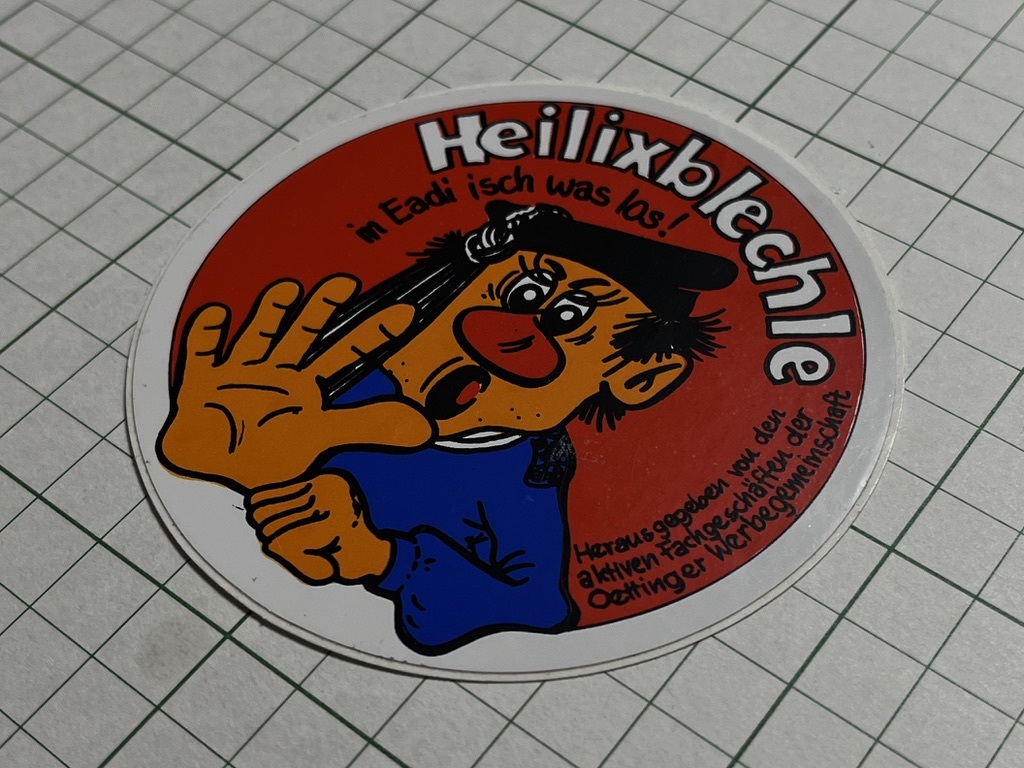 Heilixblechle
in Eadi isch was los!
Herausgegeben von den
aktiven Fachgeschäften der
Oettinger Werbegemeinschaft